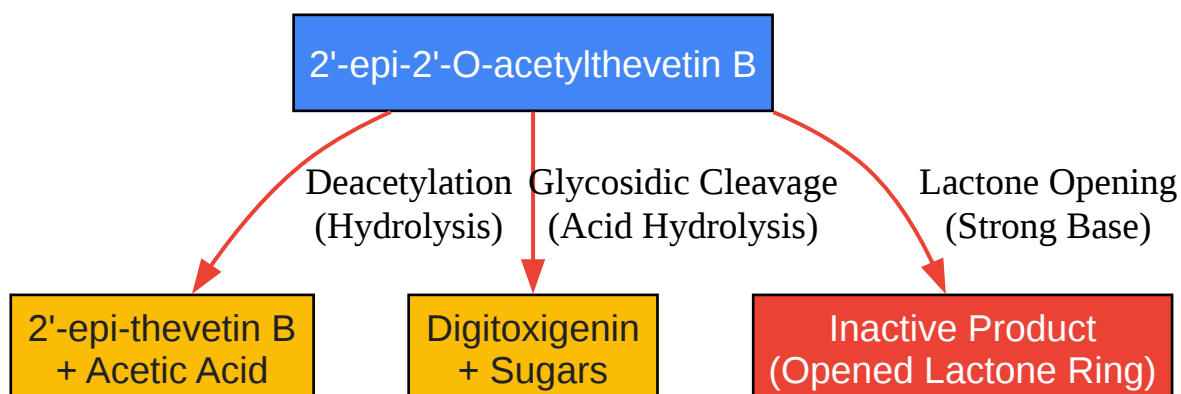 2'-epi-2'-O-acetylthevetin B
Deacetylation
(Hydrolysis)
Glycosidic Cleavage
(Acid Hydrolysis)
Lactone Opening
(Strong Base)
2'-epi-thevetin B
+ Acetic Acid
Digitoxigenin
+ Sugars
Inactive Product
(Opened Lactone Ring)